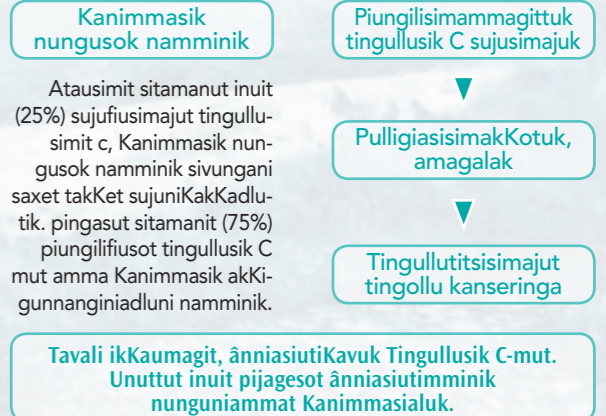 Kanimmasik
nungusok namminik
Atausimit sitamanut inuit
(25%) sujufiusimajut tingullu-
simit c, Kanimmasik nun-
gusok namminik sivungani
saxet takKet sujuniKakKadlu-
tik. pingasut sitamanit (75%)
piungilifiusot tingullusik C
mut amma Kanimmasik akKi-
gunnanginiadluni namminik.
Piungilisimammagittuk
tingullusik C sujusimajuk
PulligiasisimakKotuk,
amagalak
Tingullutitsisimajut
tingollu kanseringa
Tavali ikKaumagit, ânniasiutiKavuk Tingullusik C-mut.
Unuttut inuit pijagesot ânniasiutimminik
nunguniammat Kanimmasialuk.